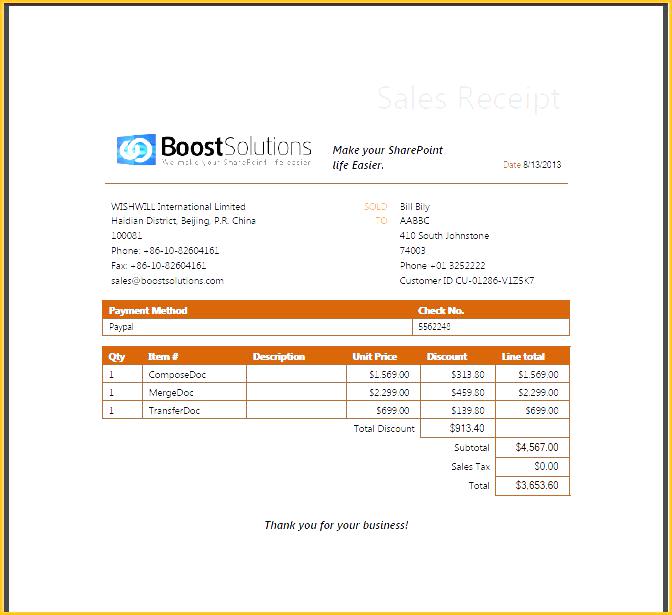 Sales Receipt
BoostSolutions
We make your SharePoint life easier
Make your SharePoint
life Easier.
Date 8/13/2013
WISHWILL International Limited
Haidian District, Beijing, P.R. China
100081
Phone: +86-10-82604161
Fax: +86-10-82604161
sales@boostsolutions.com
SOLD TO
Bill Bily
AABBC
410 South Johnstone
74003
Phone +01 3252222
Customer ID CU-01286-V1Z5K7
Payment Method Check No.
Paypal 5562248
Qty Item # Description Unit Price Discount Line total
1 ComposeDoc $1,569.00 $313.80 $1,569.00
1 MergeDoc $2,299.00 $459.80 $2,299.00
1 TransferDoc $699.00 $139.80 $699.00
Total Discount $913.40
Subtotal $4,567.00
Sales Tax $0.00
Total $3,653.60
Thank you for your business!